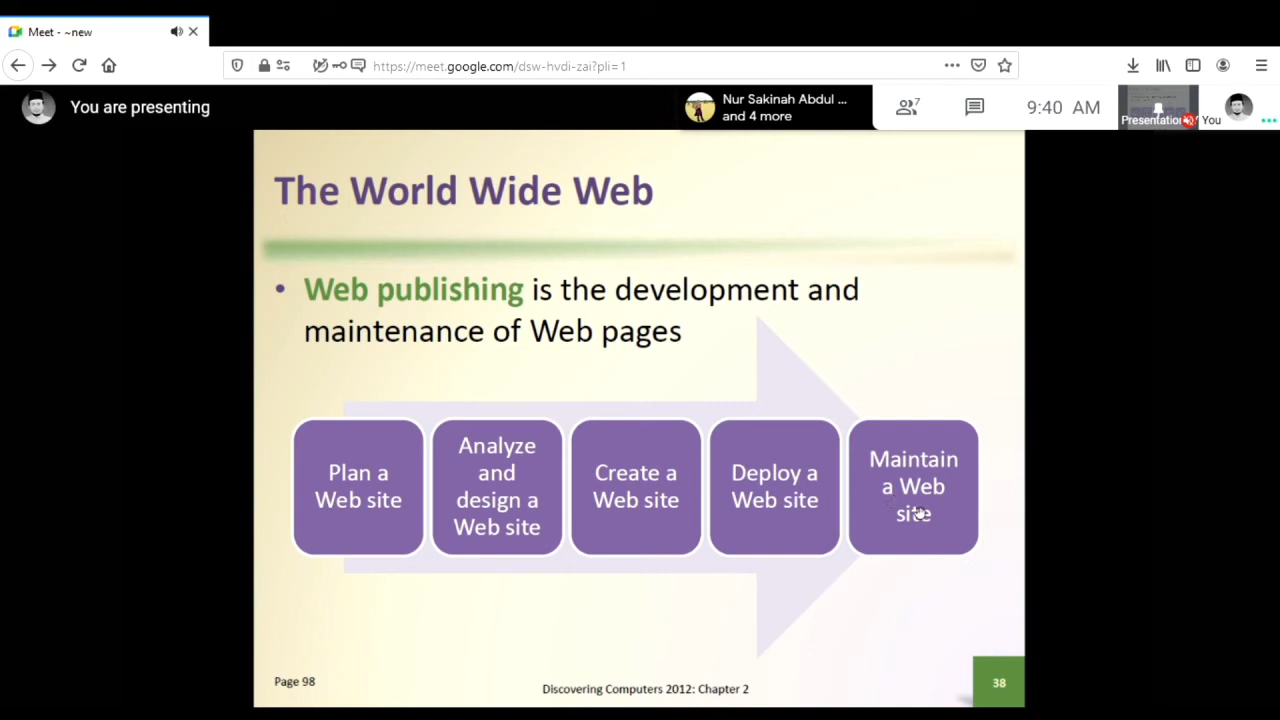 Meet - ~new
https://meet.google.com/dsw-hvdi-zai?pli=1
You are presenting
Nur Sakinah Abdul ...
and 4 more
7
9:40 AM
Presentation
You
The World Wide Web
• Web publishing is the development and
maintenance of Web pages
Plan a
Web site
Analyze
and
design a
Web site
Create a
Web site
Deploy a
Web site
Maintain
a Web
site
Page 98
Discovering Computers 2012: Chapter 2
38